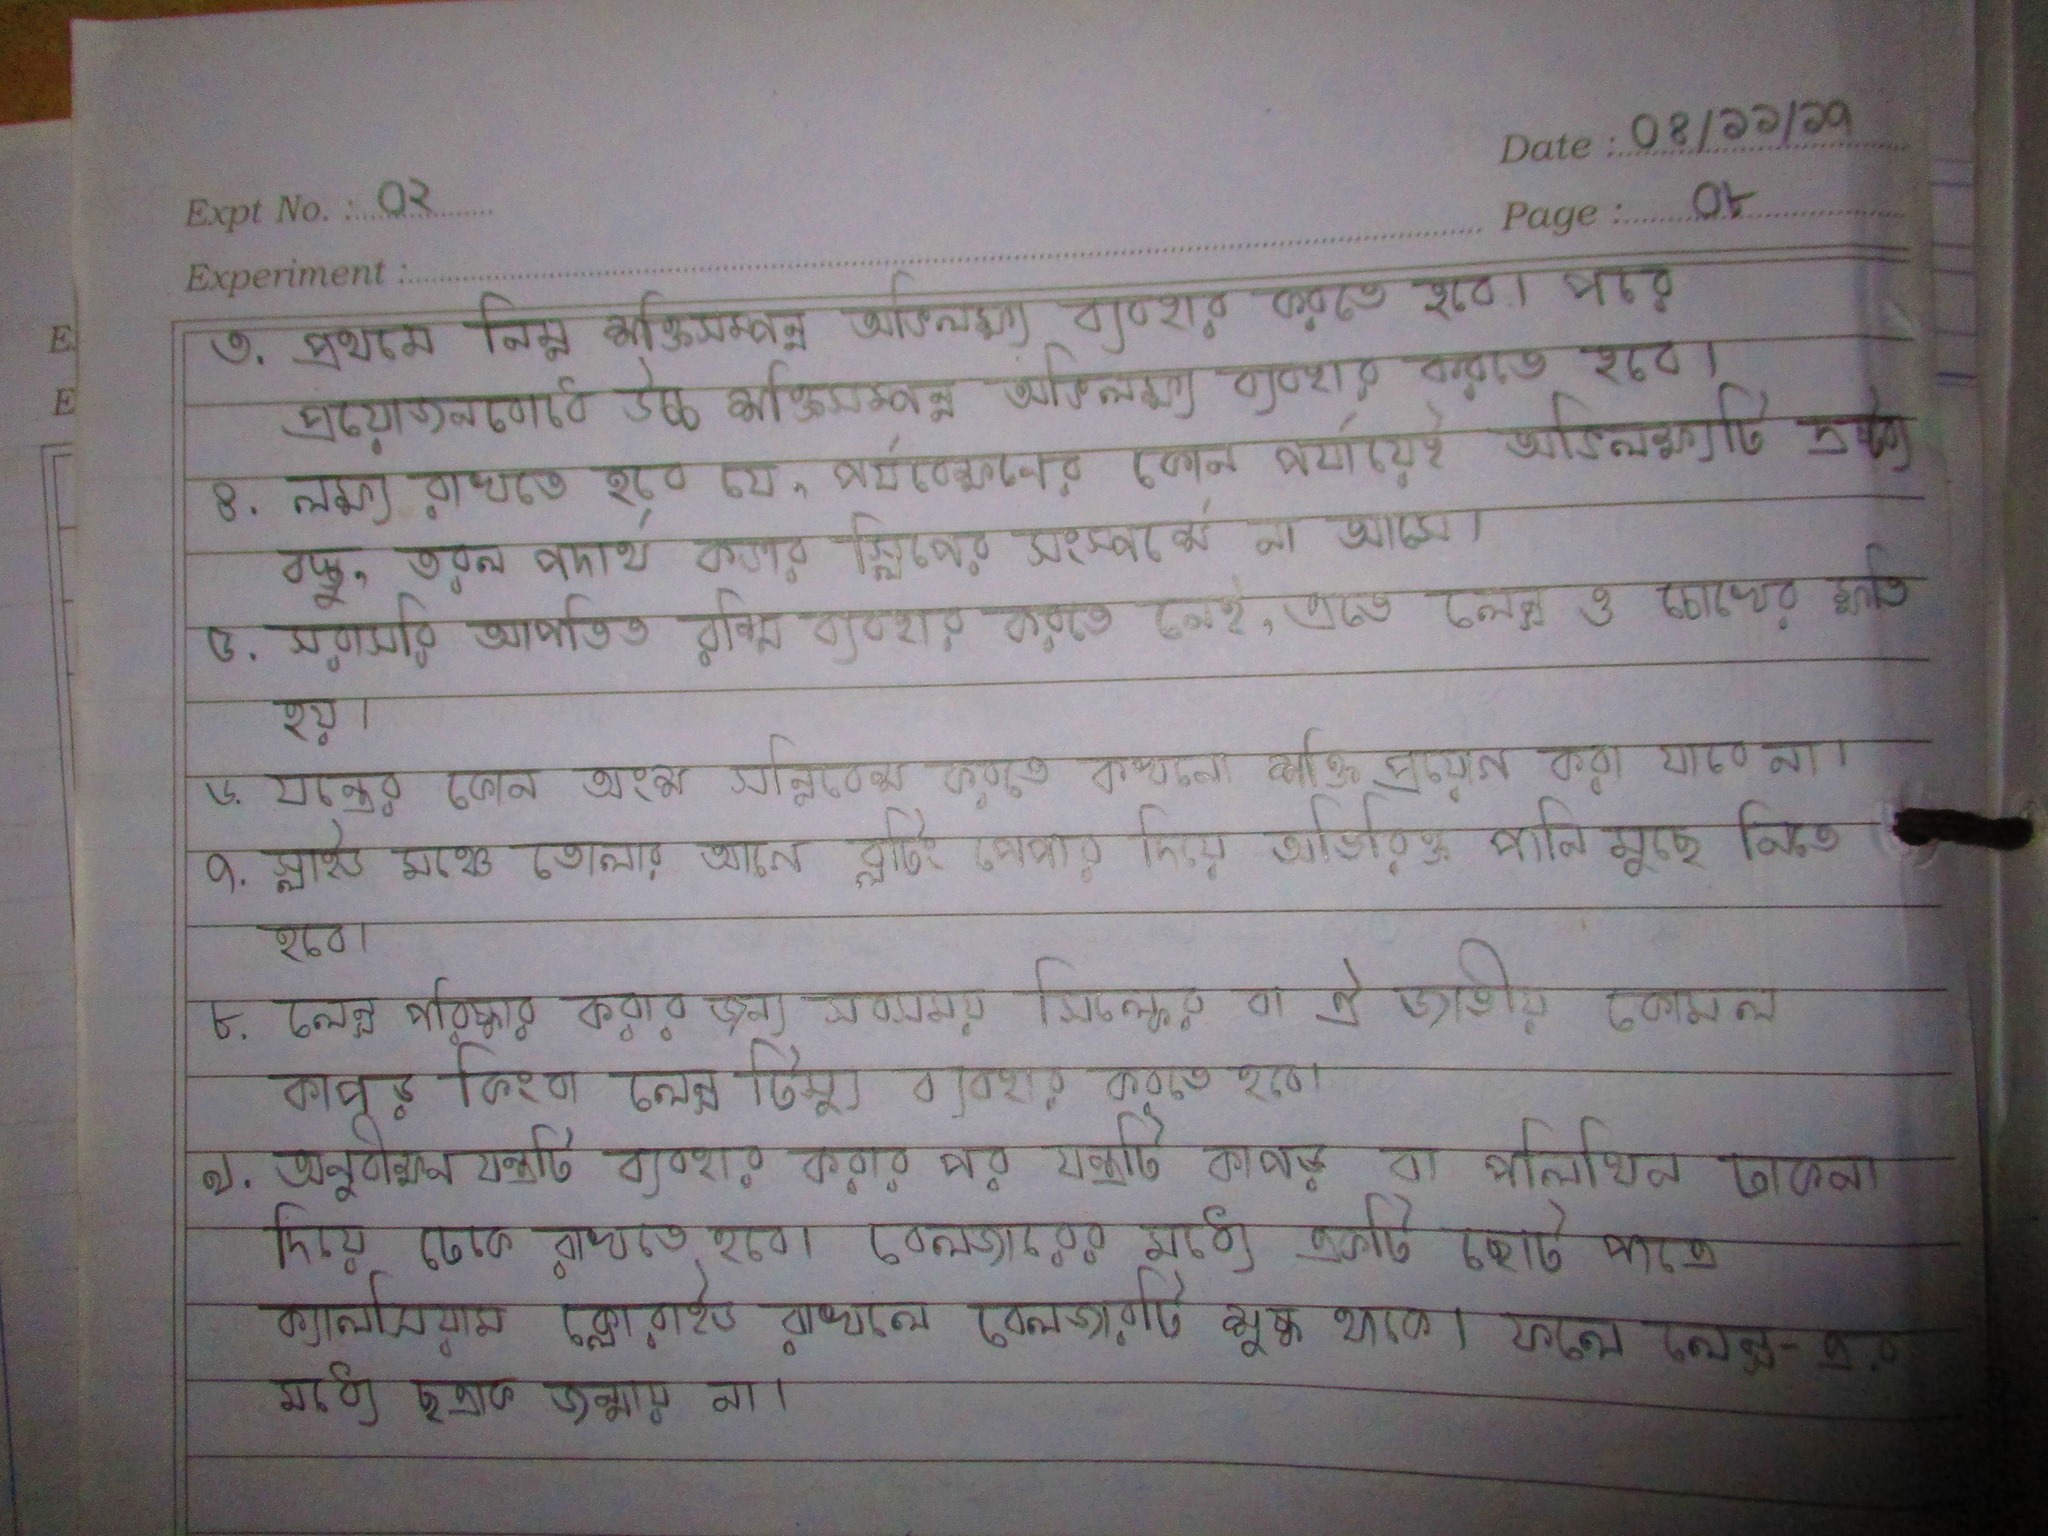 Date : ০৪/১১/১৭
Expt No. : ০২
Page : ০৮
Experiment :
৩. প্রথমে নিম্ন শক্তিসম্পন্ন অভিলক্ষ্য ব্যবহার করতে হবে। পরে
প্রয়োজনবোধে উচ্চ শক্তিসম্পন্ন অভিলক্ষ্য ব্যবহার করতে হবে।
৪. লক্ষ্য রাখতে হবে যে, পর্যবেক্ষনের কোন পর্যায়েই অভিলক্ষ্যটি
বস্তু, তরল পদার্থ কভার স্লিপের সংস্পর্শে না আসে।
৫. সরাসরি আপতিত রশ্মি ব্যবহার করতে নেই, এতে লেন্স ও চোখের ক্ষতি
হয়।
৬. যন্ত্রের কোন অংশ সন্নিবেশ করতে কখনো শক্তি প্রয়োগ করা যাবে না।
৭. স্লাইড মঞ্চে তোলার আগে ব্লটিং পেপার দিয়ে অতিরিক্ত পানি মুছে নিতে
হবে।
৮. লেন্স পরিষ্কার করার জন্য সবসময় সিল্কের বা ঐ জাতীয় কোমল
কাপড় কিংবা লেন্স টিস্যু ব্যবহার করতে হবে।
৯. অনুবীক্ষন যন্ত্রটি ব্যবহার করার পর যন্ত্রটি কাপড় বা পলিথিন ঢাকনা
দিয়ে ঢেকে রাখতে হবে। বেলজারের মধ্যে একটি ছোট পাত্রে
ক্যালসিয়াম ক্লোরাইড রাখলে বেলজারটি শুষ্ক থাকে। ফলে লেন্স-এর
মধ্যে ছত্রাক জন্মায় না।